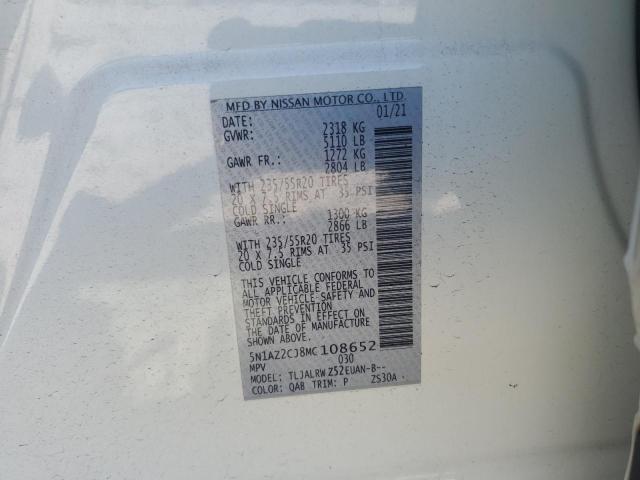 MFD BY NISSAN MOTOR CO., LTD
DATE: 01/21
GVWR: 2318 KG
5110 LB
GAWR FR.: 1272 KG
2804 LB
WITH 235/55R20 TIRES
20 X 7.5 RIMS AT 35 PSI
COLD SINGLE
GAWR RR.: 1300 KG
2866 LB
WITH 235/55R20 TIRES
20 X 7.5 RIMS AT 35 PSI
COLD SINGLE
THIS VEHICLE CONFORMS TO
ALL APPLICABLE FEDERAL
MOTOR VEHICLE SAFETY AND
THEFT PREVENTION
STANDARDS IN EFFECT ON
THE DATE OF MANUFACTURE
SHOWN ABOVE.
5N1AZ2CJ8MC108652
MPV 030
MODEL: TLJALRW Z52EUAN-B--
COLOR: QAB TRIM: P ZS30A